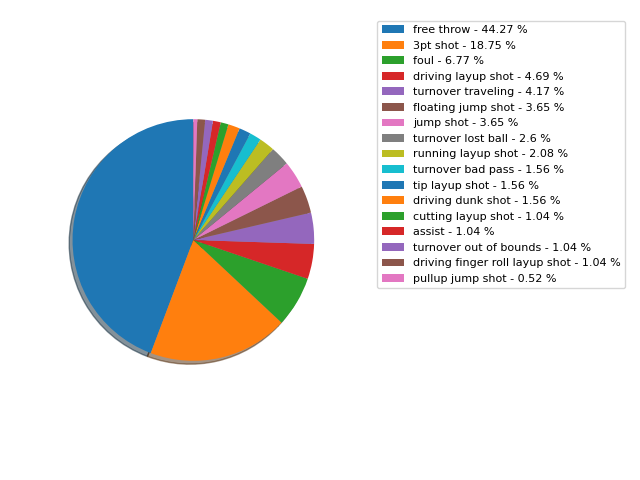 free throw - 44.27 %
3pt shot - 18.75 %
foul - 6.77 %
driving layup shot - 4.69 %
turnover traveling - 4.17 %
floating jump shot - 3.65 %
jump shot - 3.65 %
turnover lost ball - 2.6 %
running layup shot - 2.08 %
turnover bad pass - 1.56 %
tip layup shot - 1.56 %
driving dunk shot - 1.56 %
cutting layup shot - 1.04 %
assist - 1.04 %
turnover out of bounds - 1.04 %
driving finger roll layup shot - 1.04 %
pullup jump shot - 0.52 %